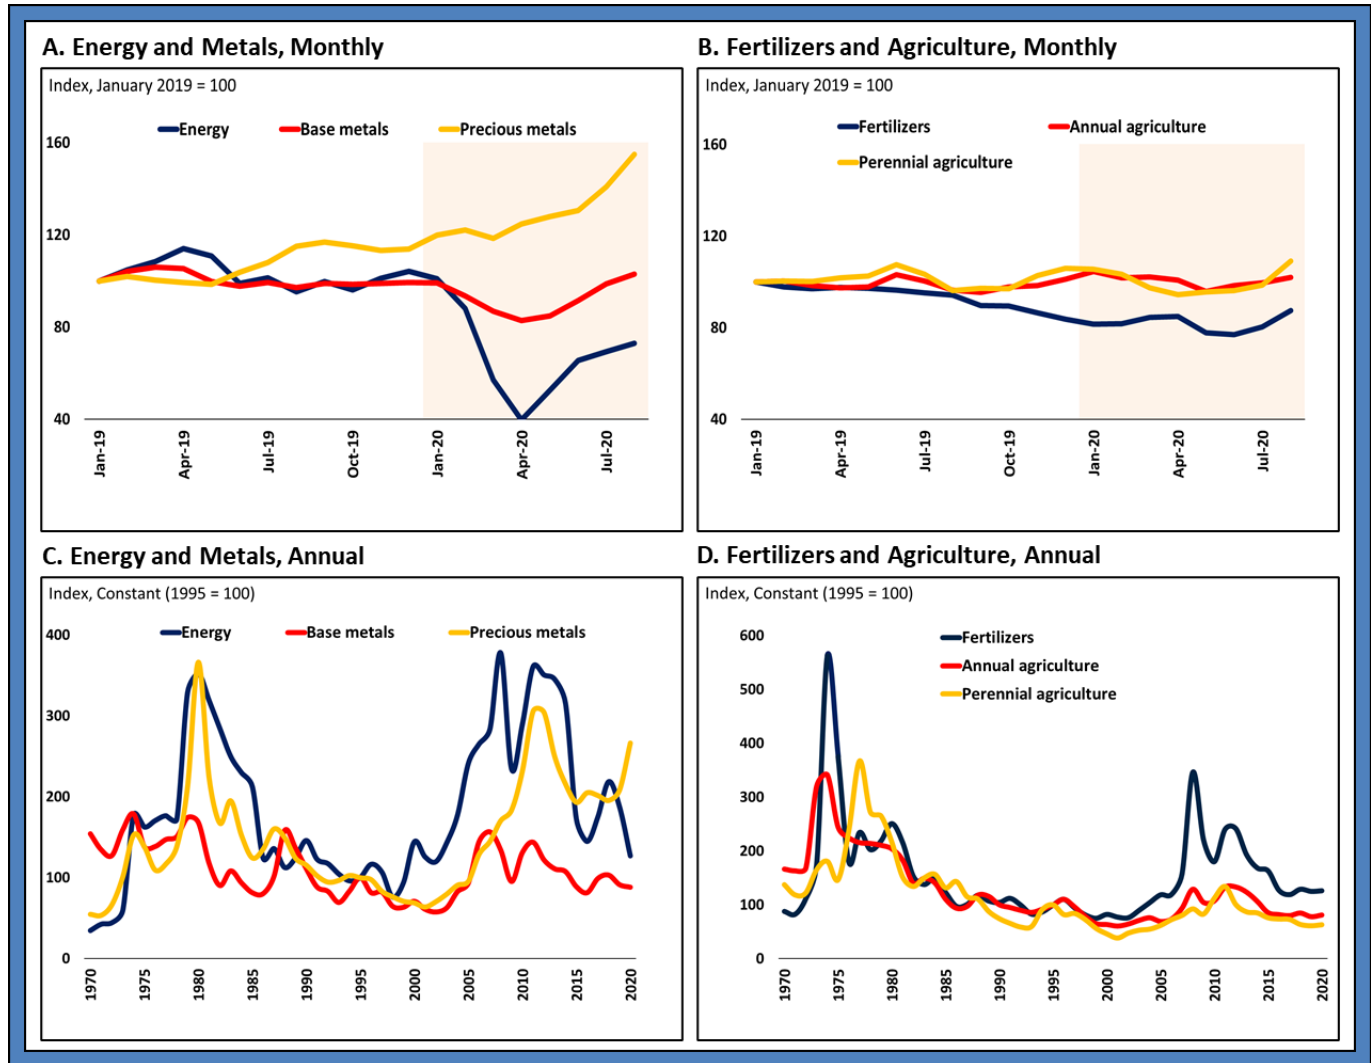 A. Energy and Metals, Monthly
Index, January 2019 = 100
Energy Base metals Precious metals
160
120
80
40
Jan-19 Apr-19 Jul-19 Oct-19 Jan-20 Apr-20 Jul-20
B. Fertilizers and Agriculture, Monthly
Index, January 2019 = 100
Fertilizers Annual agriculture
Perennial agriculture
160
120
80
40
Jan-19 Apr-19 Jul-19 Oct-19 Jan-20 Apr-20 Jul-20
C. Energy and Metals, Annual
Index, Constant (1995 = 100)
Energy Base metals Precious metals
400
300
200
100
0
1970 1975 1980 1985 1990 1995 2000 2005 2010 2015 2020
D. Fertilizers and Agriculture, Annual
Index, Constant (1995 = 100)
Fertilizers
Annual agriculture
Perennial agriculture
600
500
400
300
200
100
0
1970 1975 1980 1985 1990 1995 2000 2005 2010 2015 2020